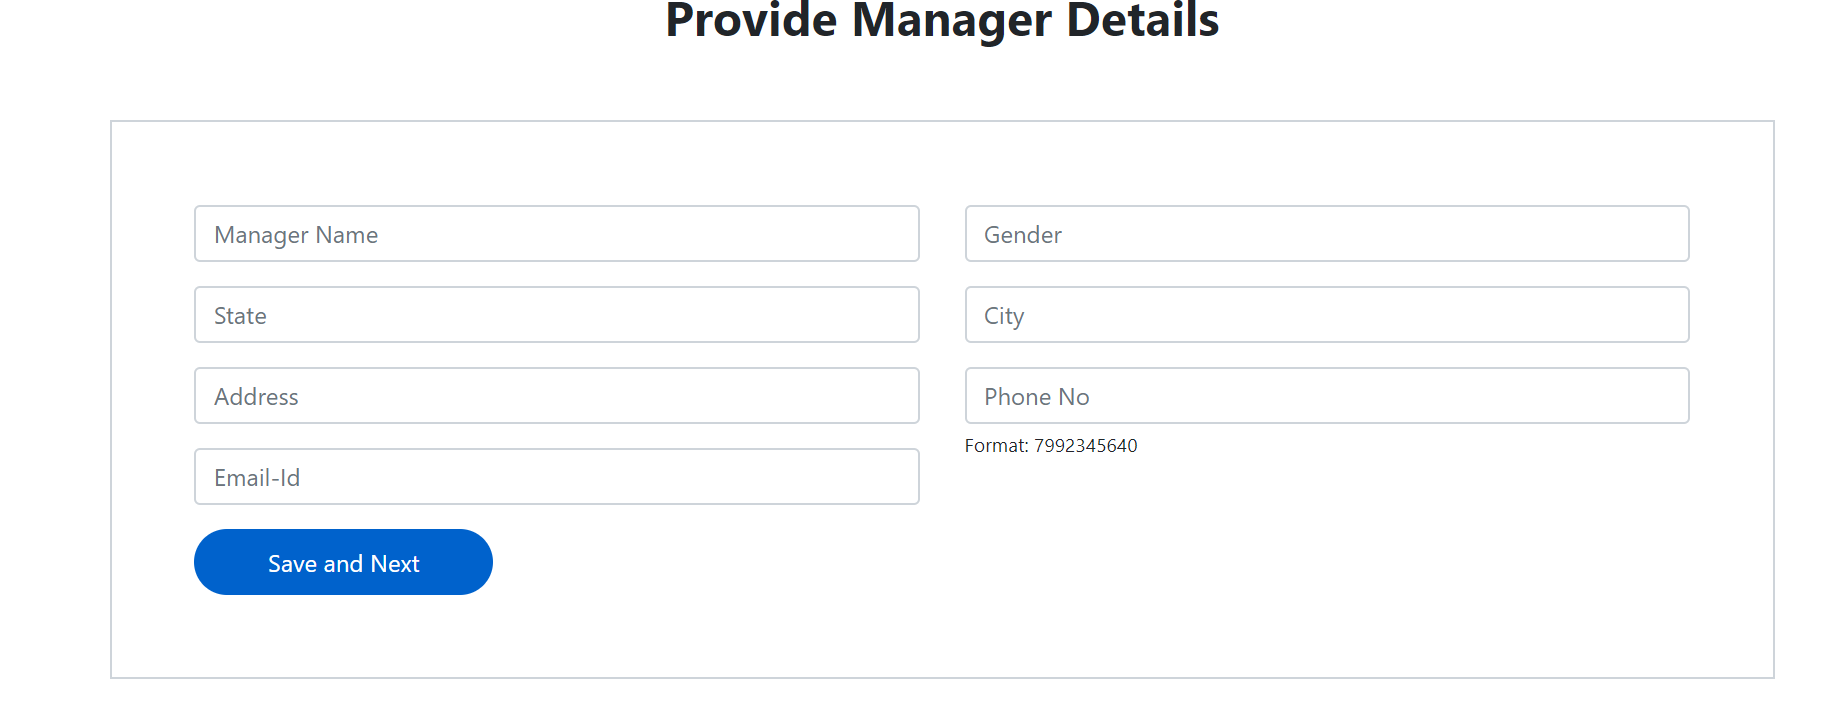 Provide Manager Details
Manager Name
Gender
State
City
Address
Phone No
Format: 7992345640
Email-Id
Save and Next